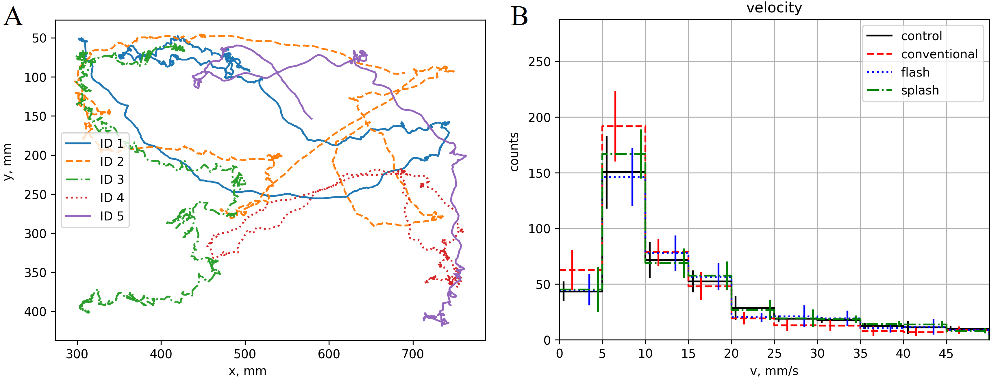 A
50
100
150
200
250
300
350
400
y, mm
ID 1
ID 2
ID 3
ID 4
ID 5
300
400
500
600
700
x, mm
B
velocity
control
conventional
flash
splash
250
200
150
100
50
0
counts
0
5
10
15
20
25
30
35
40
45
v, mm/s